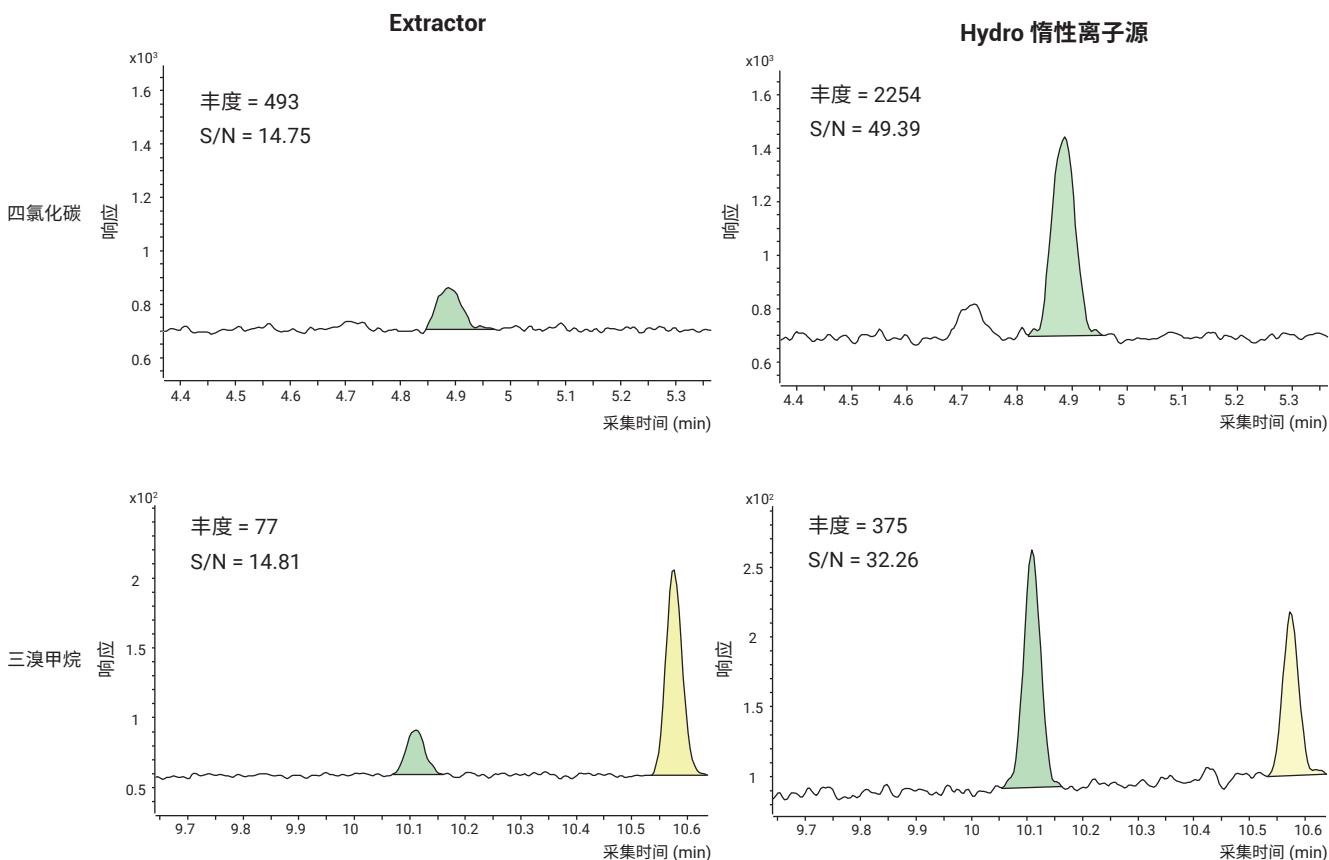 Extractor
Hydro 惰性离子源
四氯化碳
x10³
丰度 = 493
S/N = 14.75
响应
1.6
1.4
1.2
1
0.8
0.6
4.4 4.5 4.6 4.7 4.8 4.9 5 5.1 5.2 5.3
采集时间 (min)
x10³
丰度 = 2254
S/N = 49.39
响应
1.6
1.4
1.2
1
0.8
0.6
4.4 4.5 4.6 4.7 4.8 4.9 5 5.1 5.2 5.3
采集时间 (min)
三溴甲烷
x10²
丰度 = 77
S/N = 14.81
响应
2
1.5
1
0.5
9.7 9.8 9.9 10 10.1 10.2 10.3 10.4 10.5 10.6
采集时间 (min)
x10²
丰度 = 375
S/N = 32.26
响应
2.5
2
1.5
1
9.7 9.8 9.9 10 10.1 10.2 10.3 10.4 10.5 10.6
采集时间 (min)